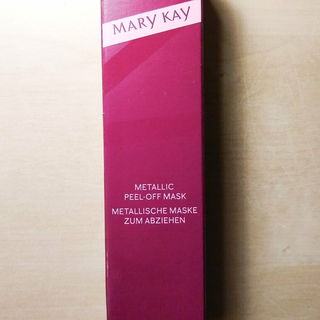 MARY KAY
METALLIC
PEEL-OFF MASK
METALLISCHE MASKE
ZUM ABZIEHEN